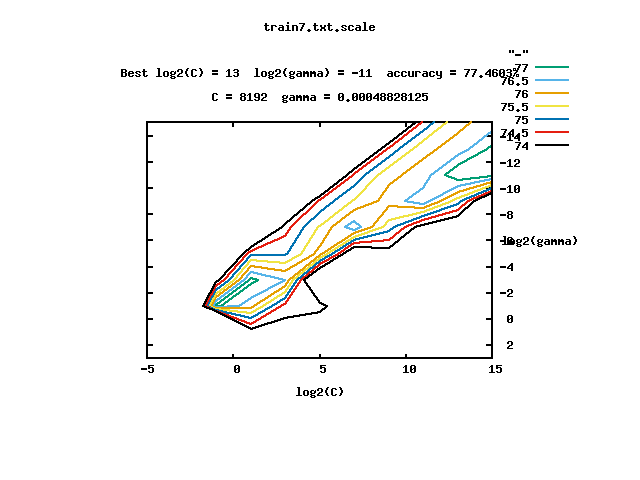 train7.txt.scale
"-"
Best log2(C) = 13  log2(gamma) = -11  accuracy = 77.4603%
C = 8192  gamma = 0.00048828125
77
76.5
76
75.5
75
74.5
74
-14
-12
-10
-8
-6
-4
-2
0
2
log2(gamma)
-5 0 5 10 15
log2(C)